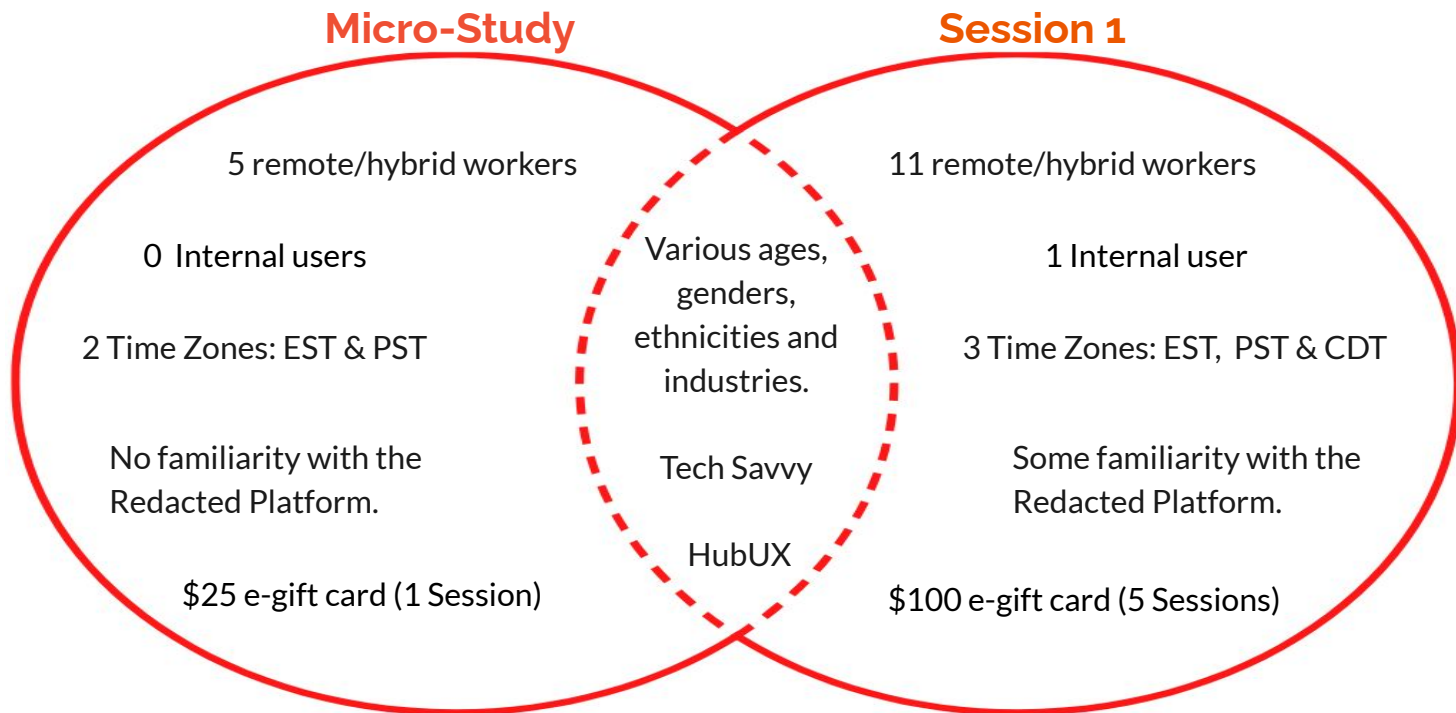 Micro-Study
5 remote/hybrid workers
0 Internal users
2 Time Zones: EST & PST
No familiarity with the
Redacted Platform.
$25 e-gift card (1 Session)
Various ages,
genders,
ethnicities and
industries.
Tech Savvy
HubUX
Session 1
11 remote/hybrid workers
1 Internal user
3 Time Zones: EST, PST & CDT
Some familiarity with the
Redacted Platform.
$100 e-gift card (5 Sessions)